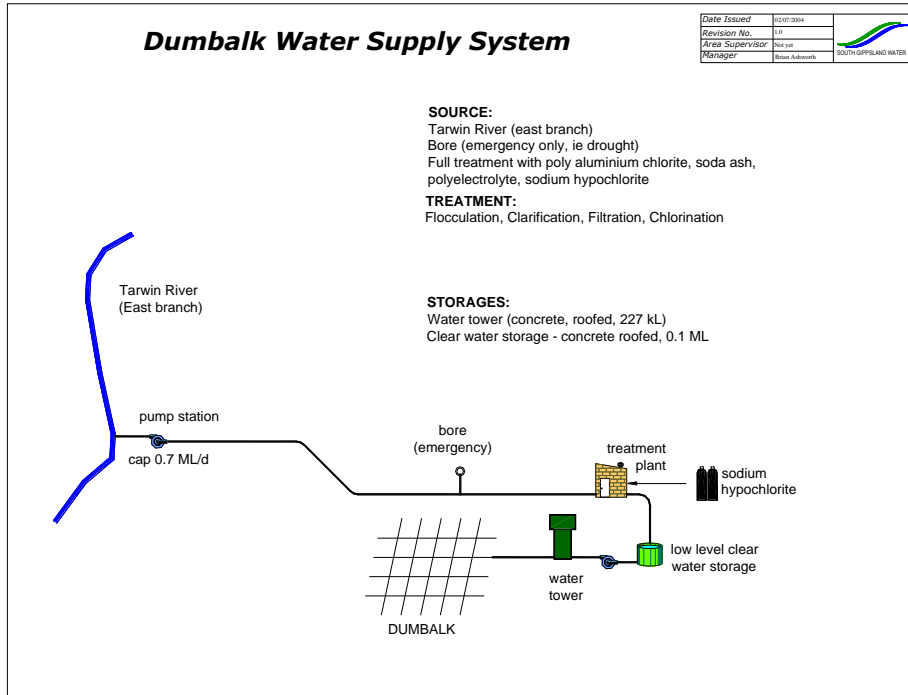 Dumbalk Water Supply System
Date Issued 02/07/2004
Revision No. 1.0
Area Supervisor Not yet
Manager Brian Ashworth
SOUTH GIPPSLAND WATER
SOURCE:
Tarwin River (east branch)
Bore (emergency only, ie drought)
Full treatment with poly aluminium chlorite, soda ash,
polyelectrolyte, sodium hypochlorite
TREATMENT:
Flocculation, Clarification, Filtration, Chlorination
Tarwin River
(East branch)
STORAGES:
Water tower (concrete, roofed, 227 kL)
Clear water storage - concrete roofed, 0.1 ML
pump station
cap 0.7 ML/d
bore
(emergency)
treatment
plant
sodium
hypochlorite
low level clear
water storage
water
tower
DUMBALK